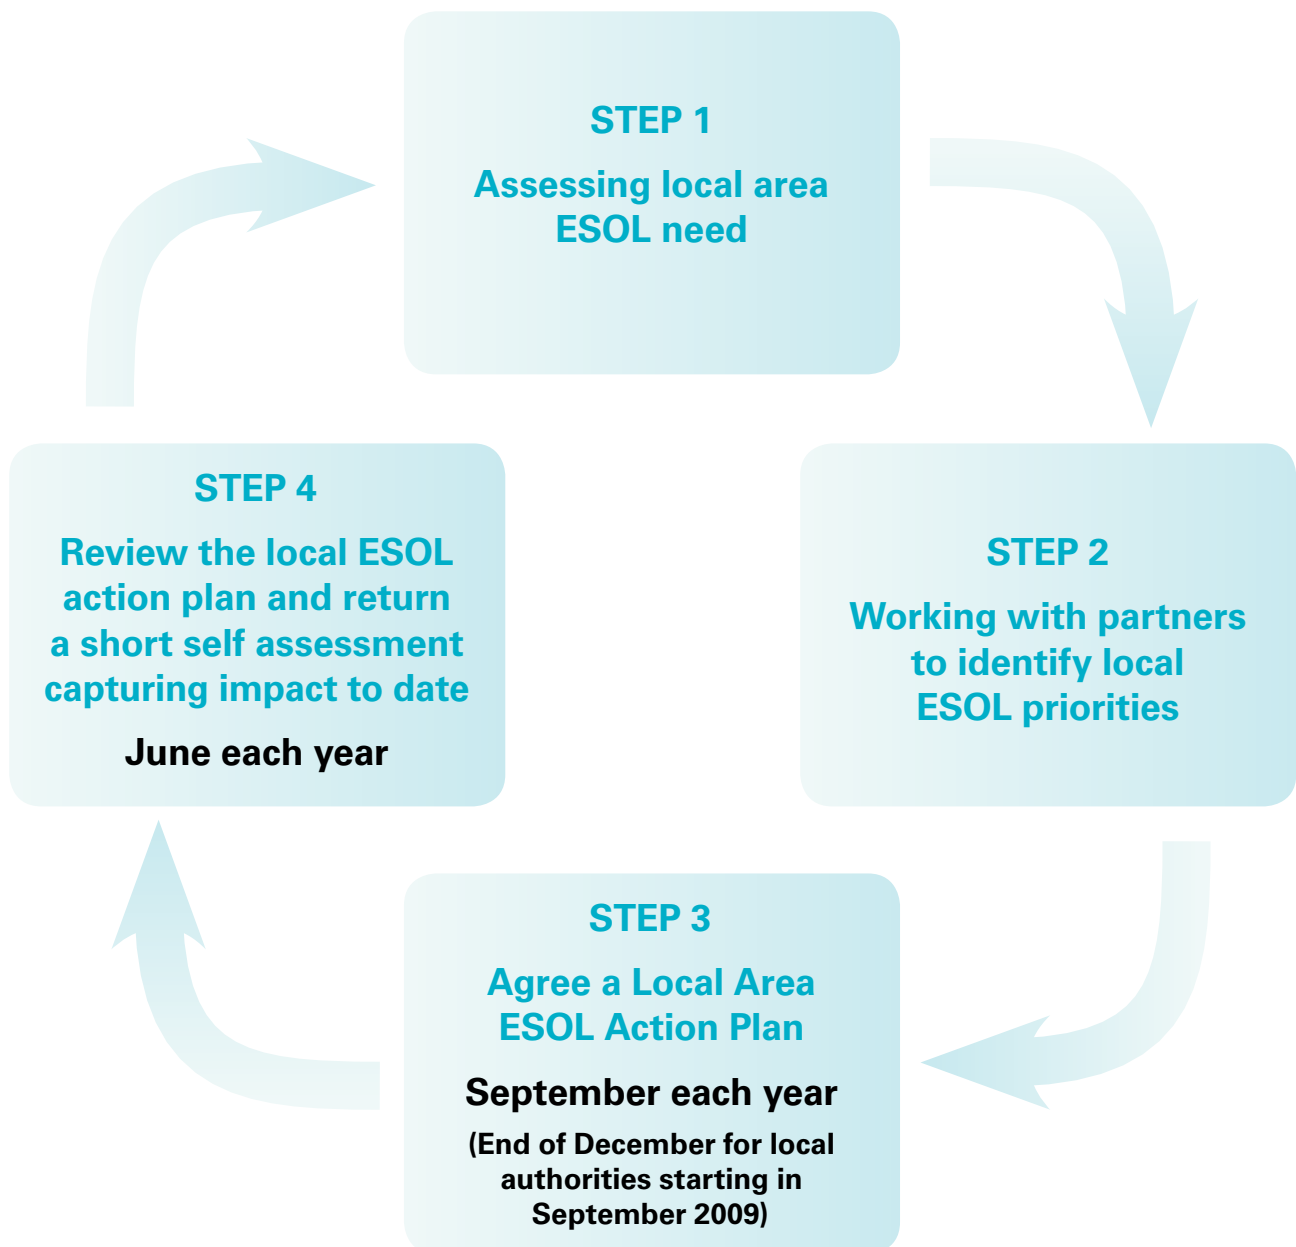 STEP 1
Assessing local area
ESOL need
STEP 2
Working with partners
to identify local
ESOL priorities
STEP 3
Agree a Local Area
ESOL Action Plan
September each year
(End of December for local
authorities starting in
September 2009)
STEP 4
Review the local ESOL
action plan and return
a short self assessment
capturing impact to date
June each year